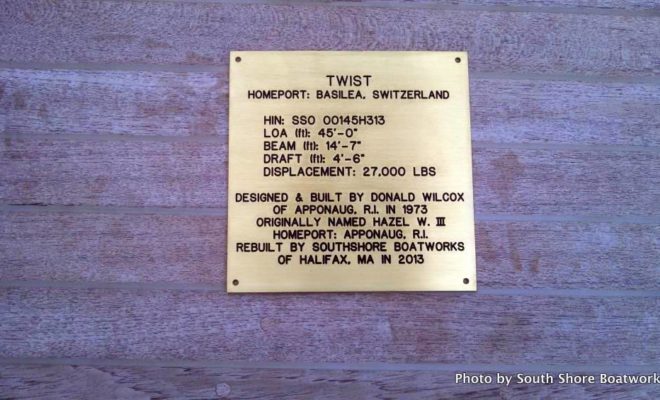 TWIST
HOMEPORT: BASILEA, SWITZERLAND
HIN: SSO 00145H313
LOA (ft): 45'-0"
BEAM (ft): 14'-7"
DRAFT (ft): 4'-6"
DISPLACEMENT: 27,000 LBS
DESIGNED & BUILT BY DONALD WILCOX
OF APPONAUG, R.I. IN 1973
ORIGINALLY NAMED HAZEL W. III
HOMEPORT: APPONAUG, R.I.
REBUILT BY SOUTHSHORE BOATWORKS
OF HALIFAX, MA IN 2013
Photo by South Shore Boatwork